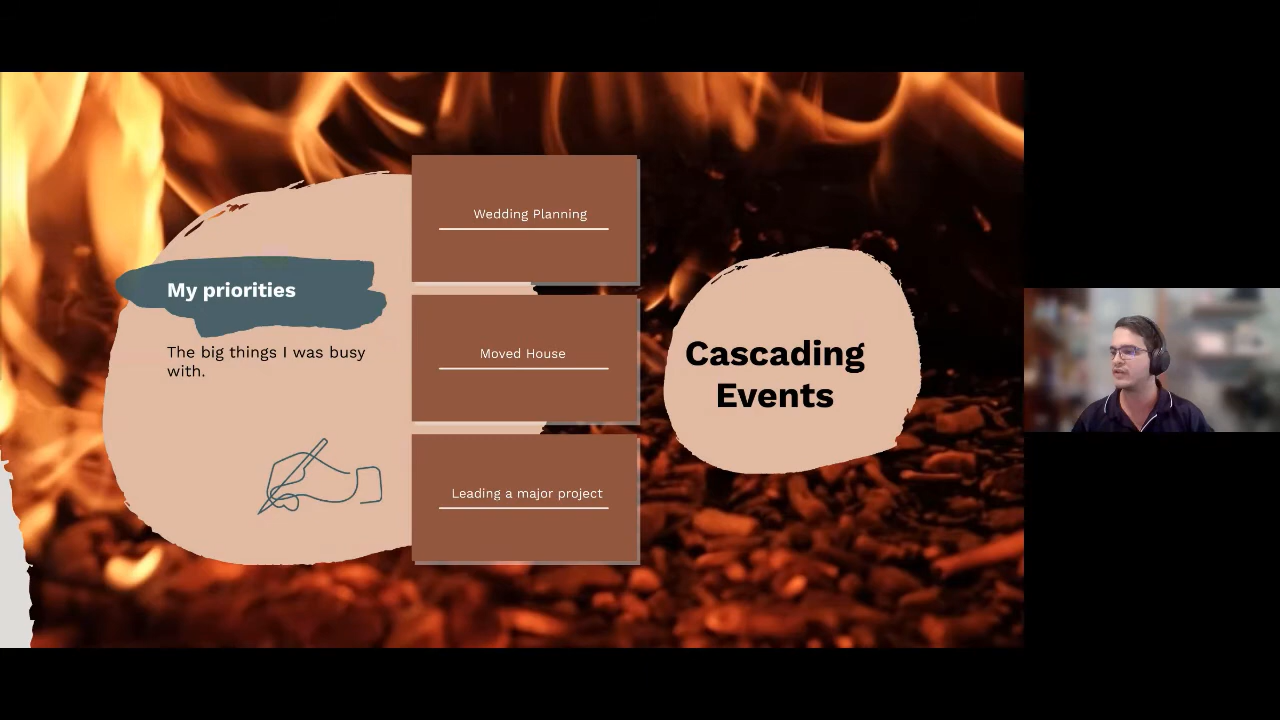 My priorities
The big things I was busy
with.
Wedding Planning
Moved House
Leading a major project
Cascading
Events